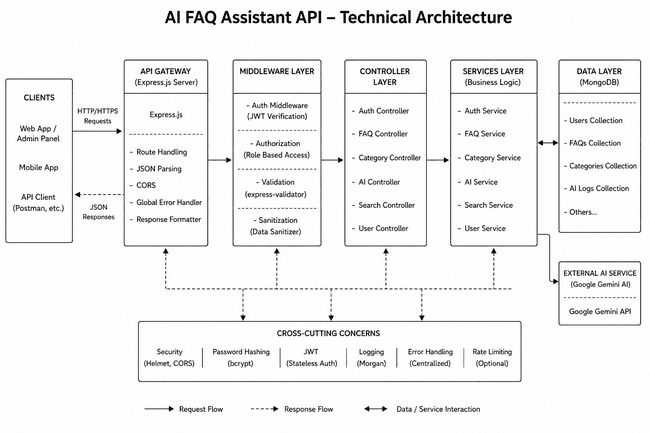 AI FAQ Assistant API – Technical Architecture
CLIENTS
Web App /
Admin Panel
Mobile App
API Client
(Postman, etc.)
HTTP/HTTPS
Requests
JSON
Responses
API GATEWAY
(Express.js Server)
Express.js
- Route Handling
- JSON Parsing
- CORS
- Global Error Handler
- Response Formatter
MIDDLEWARE LAYER
- Auth Middleware
(JWT Verification)
- Authorization
(Role Based Access)
- Validation
(express-validator)
- Sanitization
(Data Sanitizer)
CONTROLLER
LAYER
- Auth Controller
- FAQ Controller
- Category Controller
- AI Controller
- Search Controller
- User Controller
SERVICES LAYER
(Business Logic)
- Auth Service
- FAQ Service
- Category Service
- AI Service
- Search Service
- User Service
DATA LAYER
(MongoDB)
- Users Collection
- FAQs Collection
- Categories Collection
- AI Logs Collection
- Others...
EXTERNAL AI SERVICE
(Google Gemini AI)
Google Gemini API
CROSS-CUTTING CONCERNS
Security
(Helmet, CORS)
Password Hashing
(bcrypt)
JWT
(Stateless Auth)
Logging
(Morgan)
Error Handling
(Centralized)
Rate Limiting
(Optional)
Request Flow
Response Flow
Data / Service Interaction